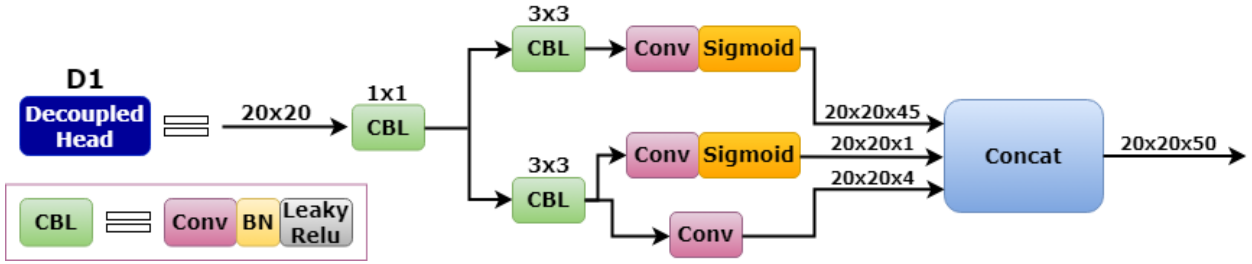 D1
Decoupled
Head
20x20
1x1
CBL
3x3
CBL
Conv
Sigmoid
20x20x45
3x3
CBL
Conv
Sigmoid
20x20x1
Conv
20x20x4
Concat
20x20x50
CBL
Conv
BN
Leaky
Relu